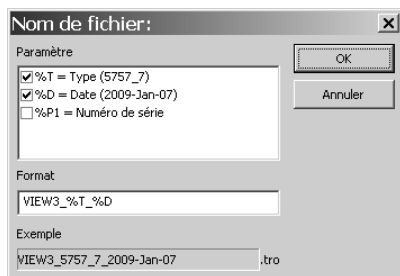 Nom de fichier:
Paramètre
%T = Type (5757_7)
%D = Date (2009-Jan-07)
%P1 = Numéro de série
OK
Annuler
Format
VIEW3_%T_%D
Exemple
VIEW3_5757_7_2009-Jan-07 .tro